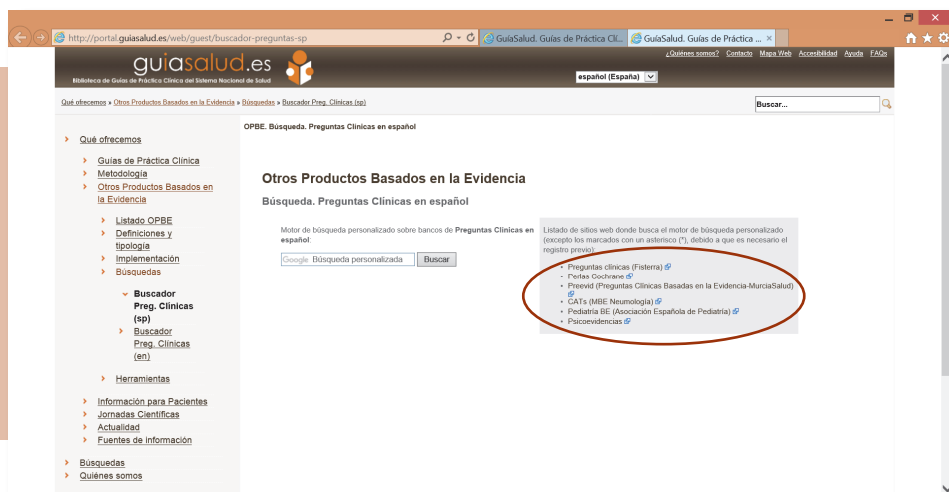 http://portal.guiasalud.es/web/guest/buscador-preguntas-sp
GuíaSalud. Guías de Práctica Clí...
GuíaSalud. Guías de Práctica ... ×
guiasalud.es
Biblioteca de Guías de Práctica Clínica del Sistema Nacional de Salud
¿Quiénes somos? Contacto Mapa Web Accesibilidad Ayuda FAQs
español (España)
Qué ofrecemos » Otros Productos Basados en la Evidencia » Búsquedas » Buscador Preg. Clínicas (sp)
Buscar...
OPBE. Búsqueda. Preguntas Clínicas en español
Qué ofrecemos
Guías de Práctica Clínica
Metodología
Otros Productos Basados en
la Evidencia
Listado OPBE
Definiciones y
tipología
Implementación
Búsquedas
Buscador
Preg. Clínicas
(sp)
Buscador
Preg. Clínicas
(en)
Herramientas
Información para Pacientes
Jornadas Científicas
Actualidad
Fuentes de información
Búsquedas
Quiénes somos
Otros Productos Basados en la Evidencia
Búsqueda. Preguntas Clínicas en español
Motor de búsqueda personalizado sobre bancos de Preguntas Clínicas en
español:
Google Búsqueda personalizada
Buscar
Listado de sitios web donde busca el motor de búsqueda personalizado
(excepto los marcados con un asterisco (*), debido a que es necesario el
registro previo):
• Preguntas clínicas (Fisterra)
• Perlas Cochrane
• Preevid (Preguntas Clínicas Basadas en la Evidencia-MurciaSalud)
• CATs (MBE Neumología)
• Pediatría BE (Asociación Española de Pediatría)
• Psicoevidencias